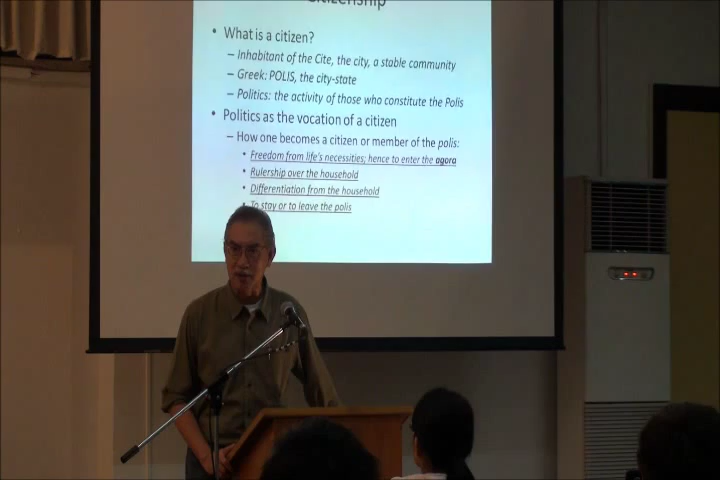 Citizenship
• What is a citizen?
– Inhabitant of the Cite, the city, a stable community
– Greek: POLIS, the city-state
– Politics: the activity of those who constitute the Polis
• Politics as the vocation of a citizen
– How one becomes a citizen or member of the polis:
• Freedom from life's necessities; hence to enter the agora
• Rulership over the household
• Differentiation from the household
• To stay or to leave the polis